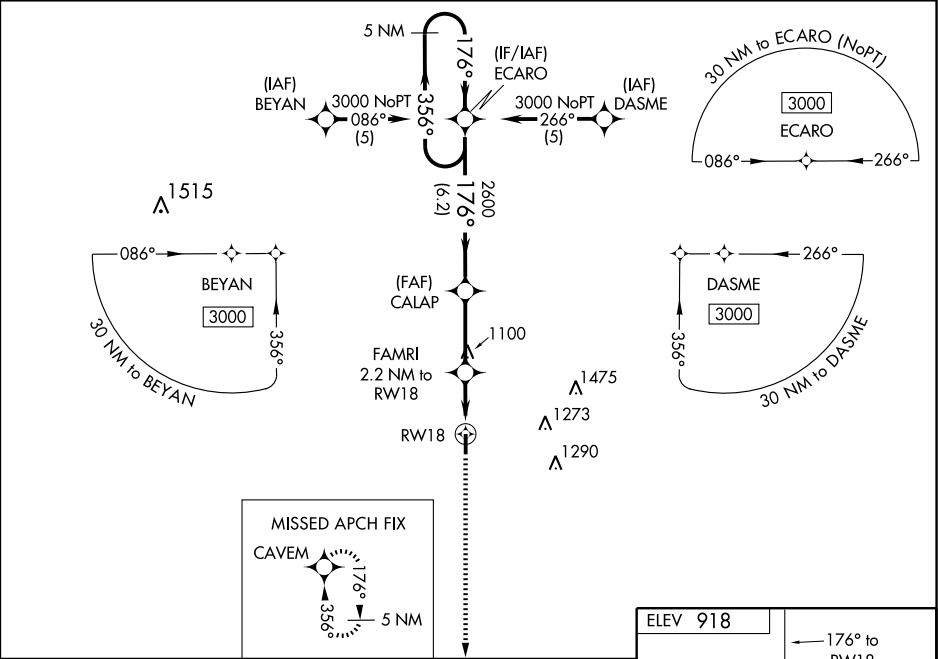 5 NM
176°
(IF/IAF)
ECARO
30 NM to ECARO (NoPT)
(IAF)
BEYAN
3000 NoPT
086°
(5)
356°
3000 NoPT
266°
(5)
(IAF)
DASME
3000
ECARO
086°
266°
1515
2600
176°
(6.2)
086°
BEYAN
3000
356°
30 NM to BEYAN
266°
DASME
3000
356°
30 NM to DASME
(FAF)
CALAP
1100
FAMRI
2.2 NM to
RW18
1475
1273
RW18
1290
MISSED APCH FIX
CAVEM
176°
356°
5 NM
ELEV 918
176° to
RW18